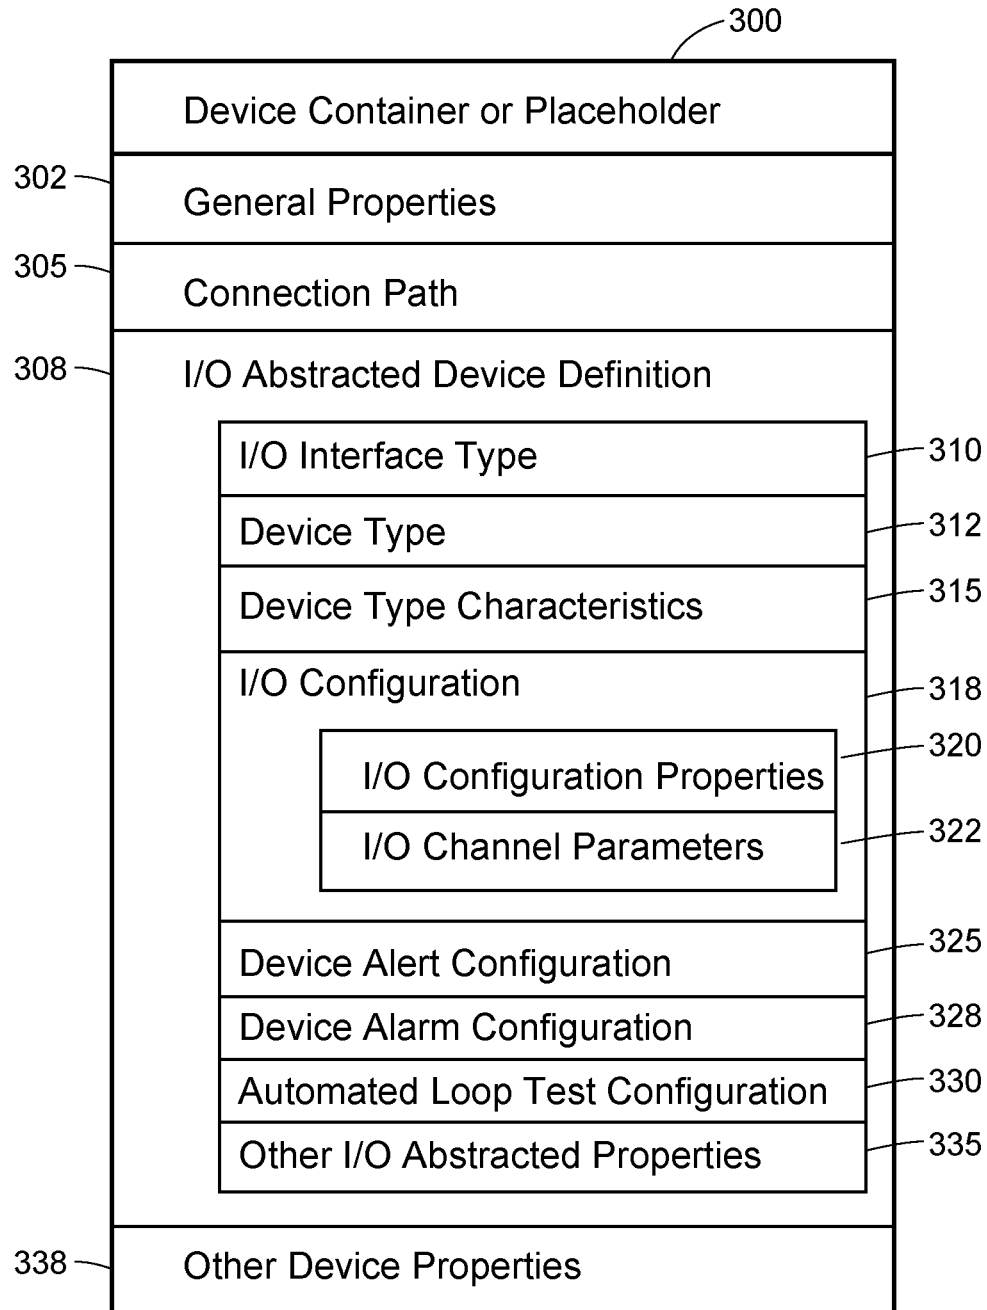 300
Device Container or Placeholder
302
General Properties
305
Connection Path
308
I/O Abstracted Device Definition
I/O Interface Type
310
Device Type
312
Device Type Characteristics
315
I/O Configuration
318
I/O Configuration Properties
320
I/O Channel Parameters
322
Device Alert Configuration
325
Device Alarm Configuration
328
Automated Loop Test Configuration
330
Other I/O Abstracted Properties
335
338
Other Device Properties